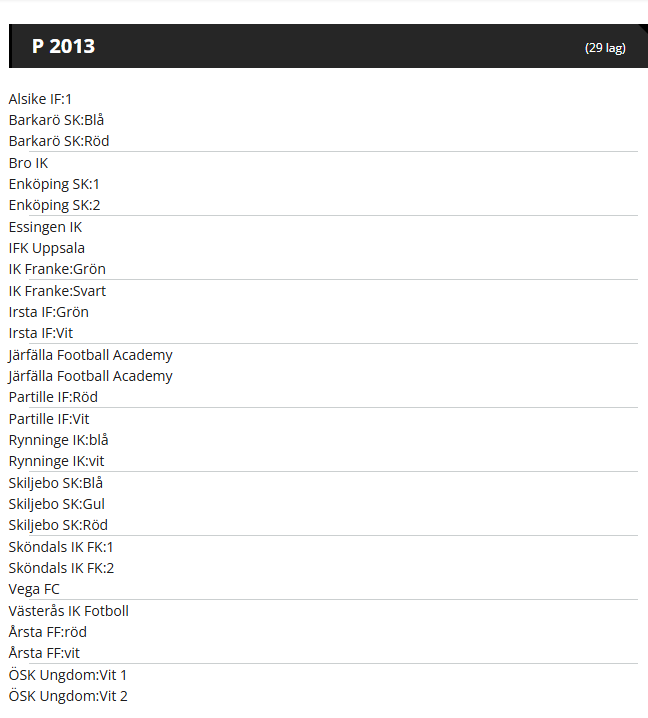 P 2013
(29 lag)
Alsike IF:1
Barkarö SK:Blå
Barkarö SK:Röd
Bro IK
Enköping SK:1
Enköping SK:2
Essingen IK
IFK Uppsala
IK Franke:Grön
IK Franke:Svart
Irsta IF:Grön
Irsta IF:Vit
Järfälla Football Academy
Järfälla Football Academy
Partille IF:Röd
Partille IF:Vit
Rynninge IK:blå
Rynninge IK:vit
Skiljebo SK:Blå
Skiljebo SK:Gul
Skiljebo SK:Röd
Sköndals IK FK:1
Sköndals IK FK:2
Vega FC
Västerås IK Fotboll
Årsta FF:röd
Årsta FF:vit
ÖSK Ungdom:Vit 1
ÖSK Ungdom:Vit 2